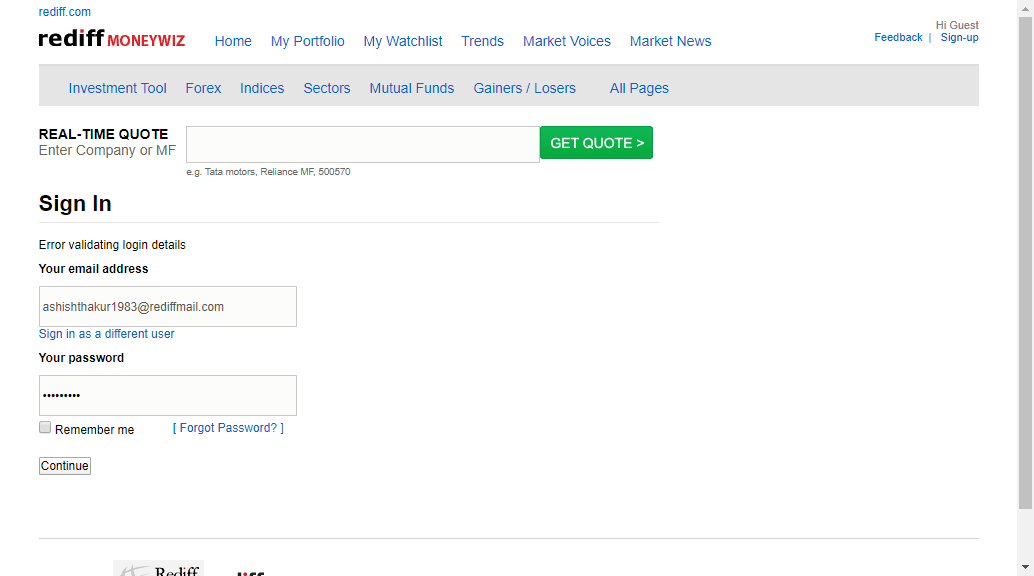 rediff.com
rediff MONEYWIZ
Home My Portfolio My Watchlist Trends Market Voices Market News
Hi Guest
Feedback | Sign-up
Investment Tool Forex Indices Sectors Mutual Funds Gainers / Losers All Pages
REAL-TIME QUOTE
Enter Company or MF
GET QUOTE >
e.g. Tata motors, Reliance MF, 500570
Sign In
Error validating login details
Your email address
ashishthakur1983@rediffmail.com
Sign in as a different user
Your password
•••••••••
Remember me [ Forgot Password? ]
Continue
Rediff